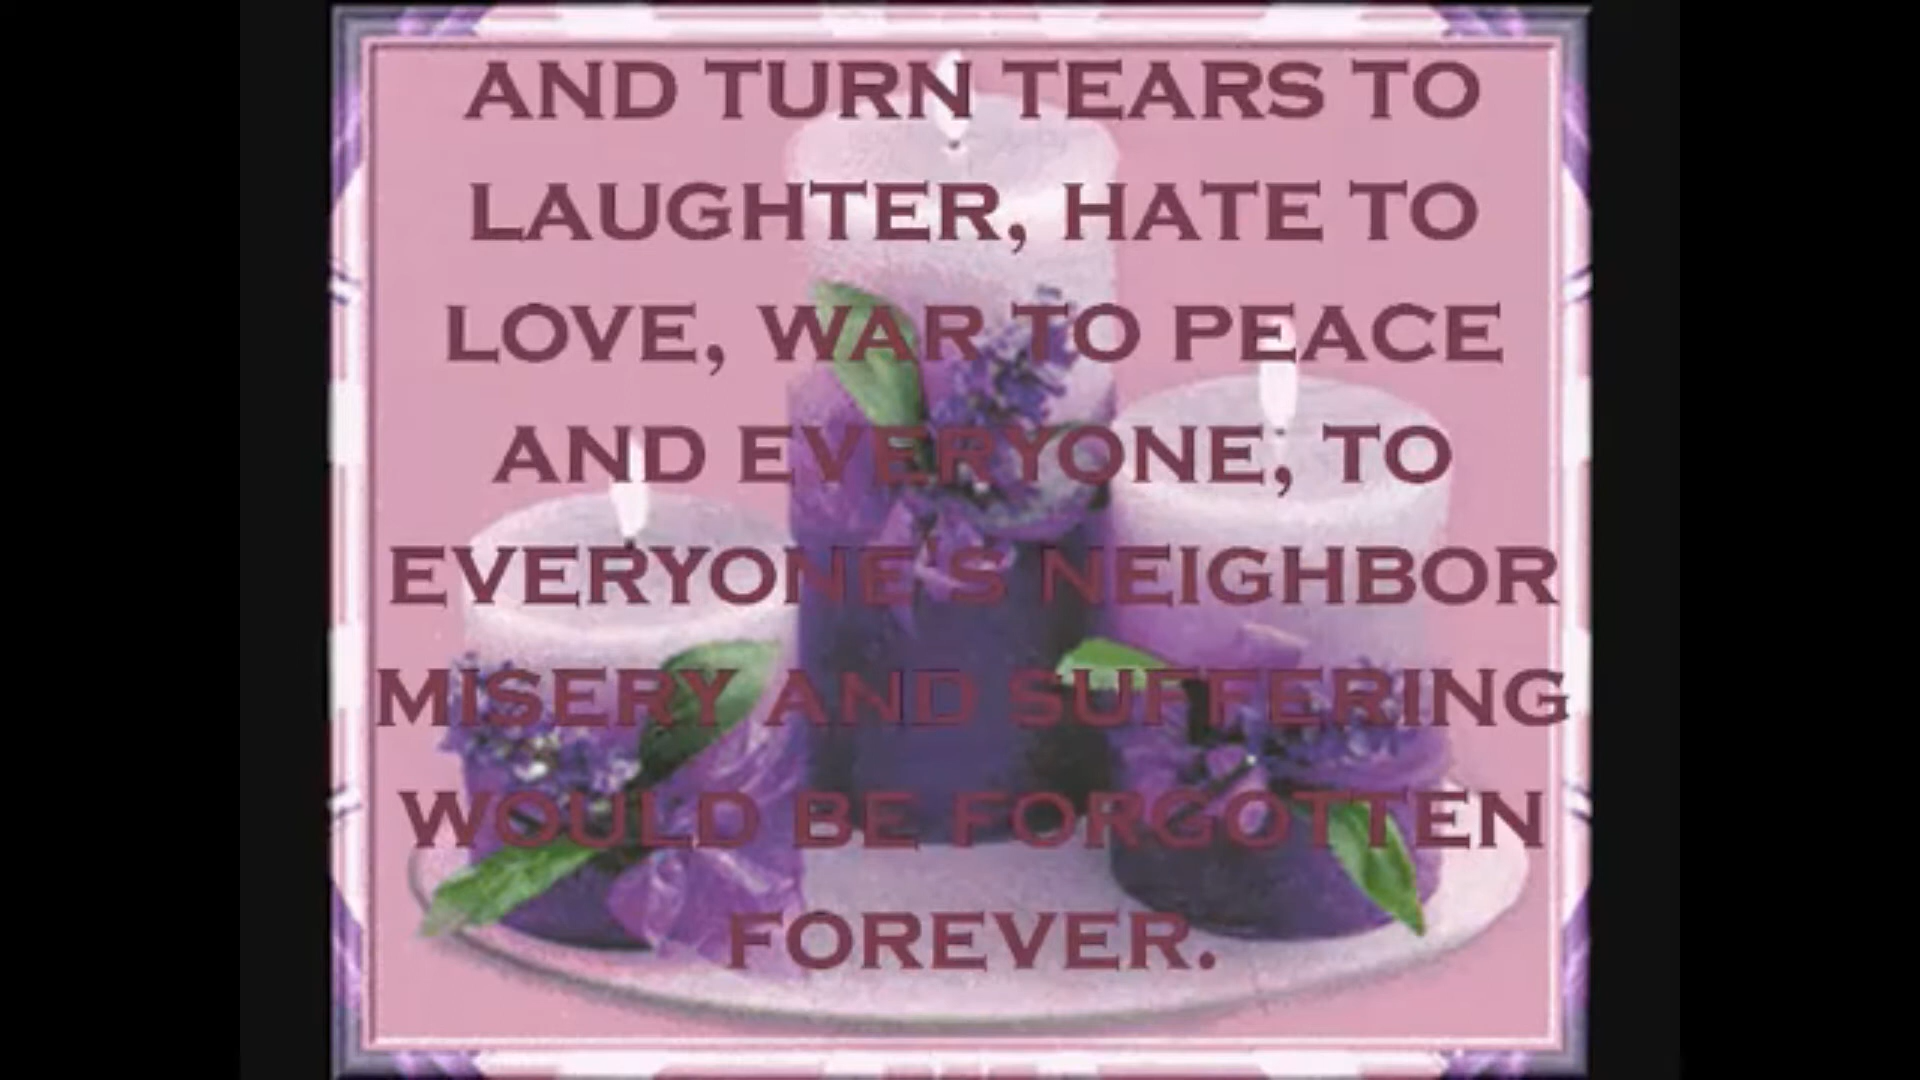 AND TURN TEARS TO
LAUGHTER, HATE TO
LOVE, WAR TO PEACE
AND EVERYONE, TO
EVERYONE'S NEIGHBOR
MISERY AND SUFFERING
WOULD BE FORGOTTEN
FOREVER.